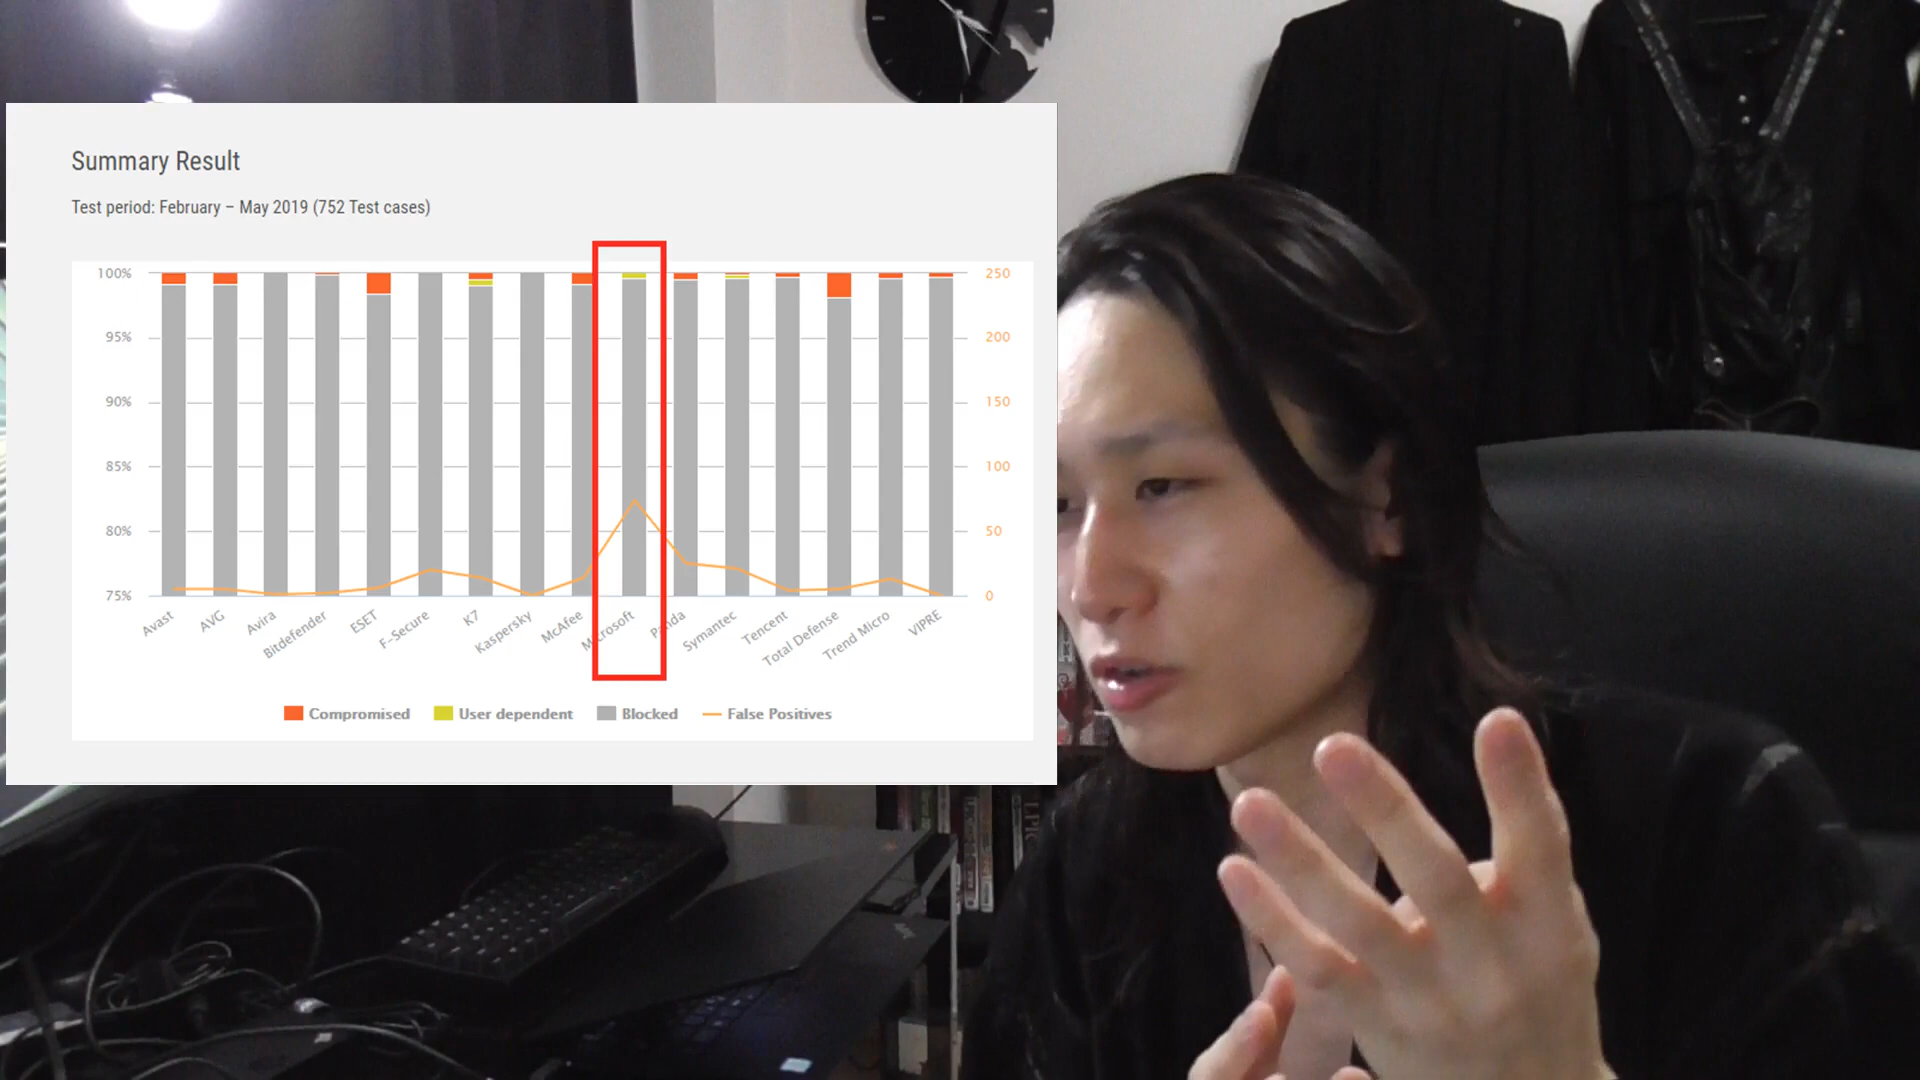 Summary Result
Test period: February – May 2019 (752 Test cases)
100%
95%
90%
85%
80%
75%
250
200
150
100
50
0
Avast
AVG
Avira
Bitdefender
ESET
F-Secure
K7
Kaspersky
McAfee
Microsoft
Panda
Symantec
Tencent
Total Defense
Trend Micro
VIPRE
Compromised
User dependent
Blocked
False Positives